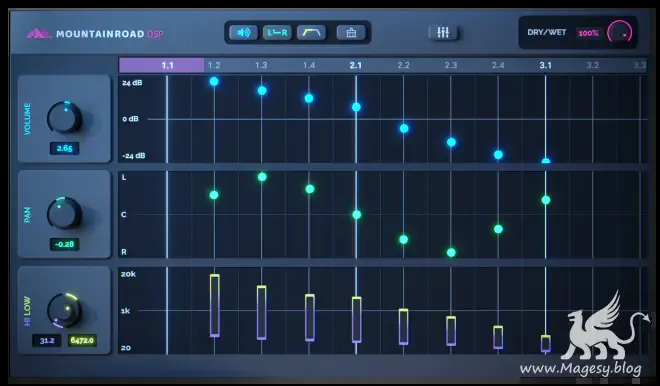 MOUNTAINROAD DSP
L R
DRY/WET 100%
1.1 1.2 1.3 1.4 2.1 2.2 2.3 2.4 3.1 3.2 3.3
VOLUME
2.65
24 dB
0 dB
-24 dB
PAN
-0.28
L
C
R
HI LOW
31.2 6472.0
20k
1k
20
www.Magesy.blog